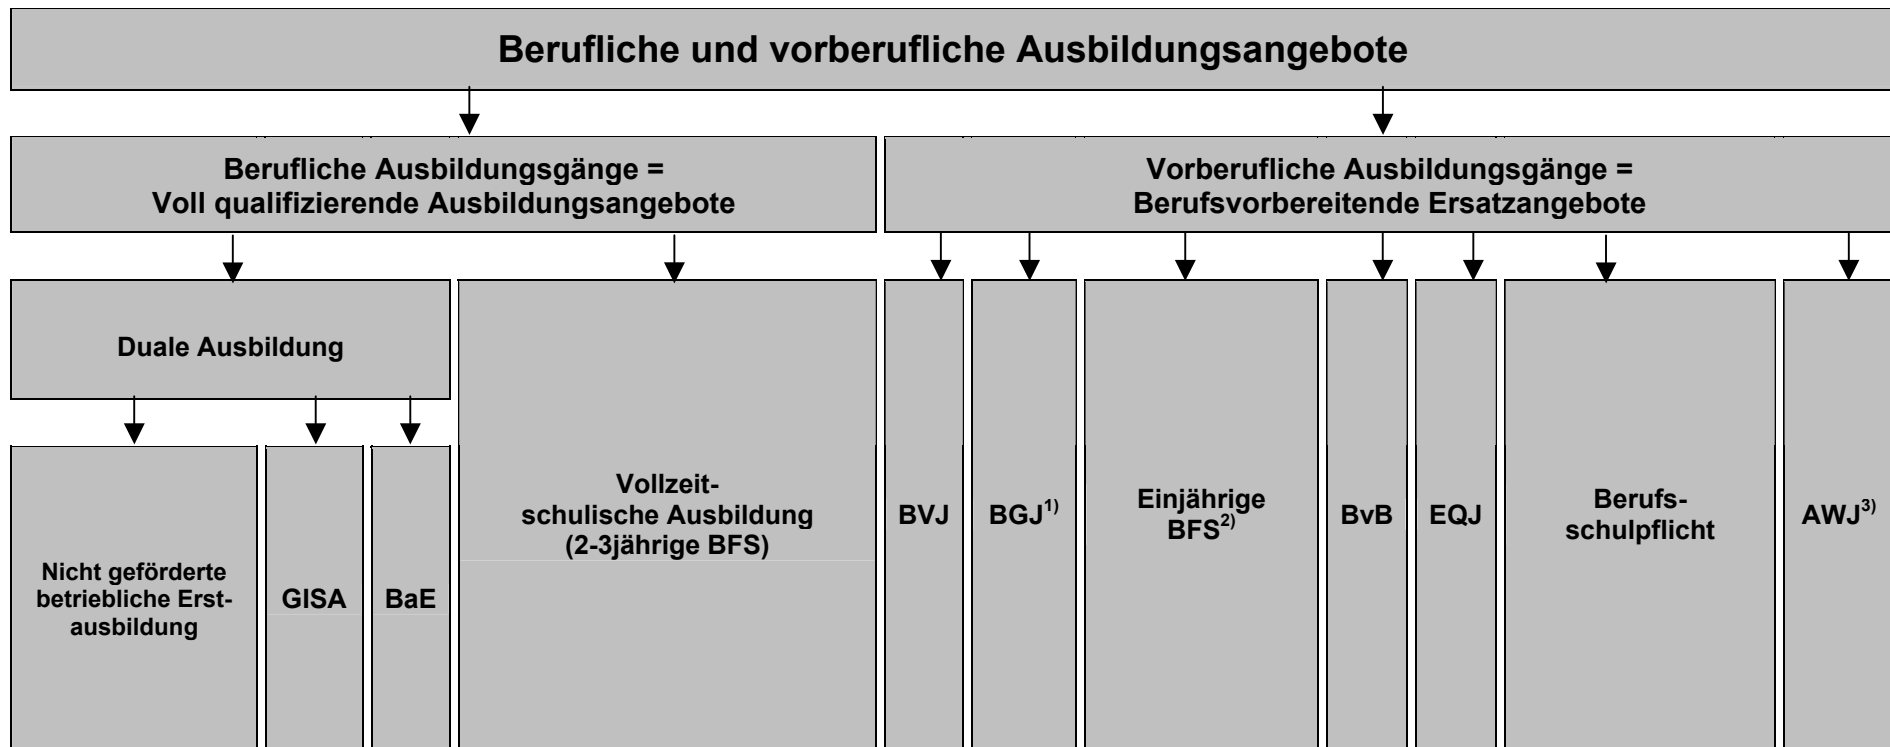 Berufliche und vorberufliche Ausbildungsangebote
Berufliche Ausbildungsgänge =
Voll qualifizierende Ausbildungsangebote
Vorberufliche Ausbildungsgänge =
Berufsvorbereitende Ersatzangebote
Duale Ausbildung
Nicht geförderte
betriebliche Erst-
ausbildung
GISA
BaE
Vollzeit-
schulische Ausbildung
(2-3jährige BFS)
BVJ
BGJ1)
Einjährige
BFS2)
BvB
EQJ
Berufs-
schulpflicht
AWJ3)